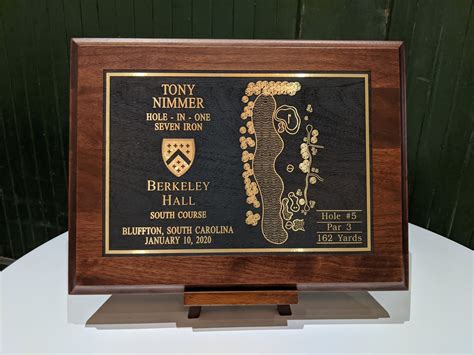 TONY
NIMMER
HOLE - IN - ONE
SEVEN IRON
BERKELEY
HALL
SOUTH COURSE
BLUFFTON, SOUTH CAROLINA
JANUARY 10, 2020
Hole #5
Par 3
162 Yards